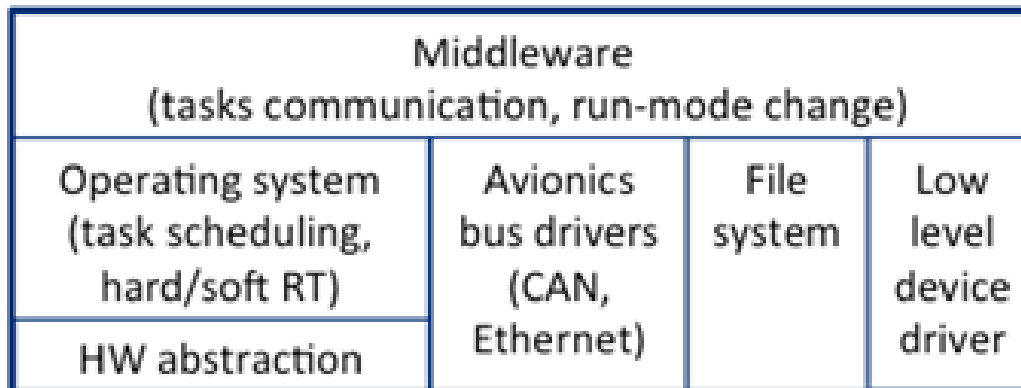 Middleware
(tasks communication, run-mode change)
Operating system
(task scheduling,
hard/soft RT)
HW abstraction
Avionics
bus drivers
(CAN,
Ethernet)
File
system
Low
level
device
driver